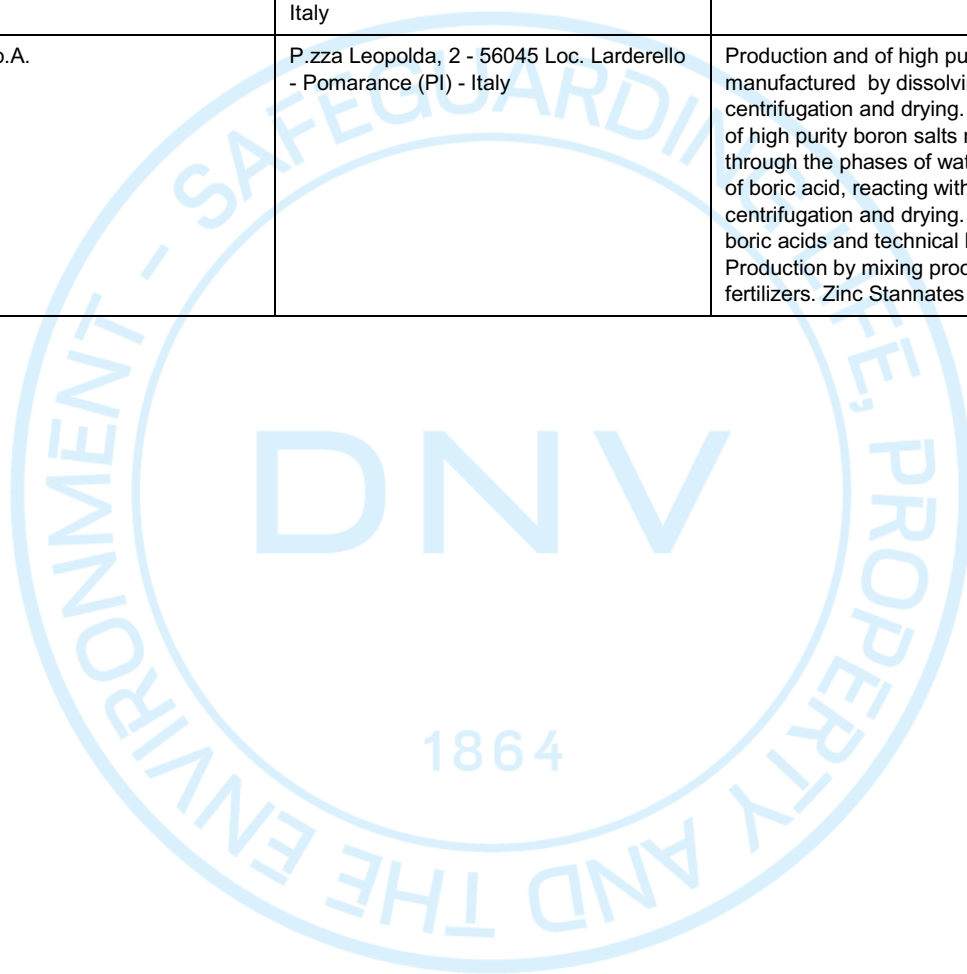 Italy
p.A.
P.zza Leopolda, 2 - 56045 Loc. Larderello
- Pomarance (PI) - Italy
Production and of high pu
manufactured  by dissolvi
centrifugation and drying.
of high purity boron salts
through the phases of wat
of boric acid, reacting with
centrifugation and drying.
boric acids and technical
Production by mixing prod
fertilizers. Zinc Stannates
SAFEGUARDING LIFE, PROPERTY AND THE ENVIRONMENT -
DNV
1864